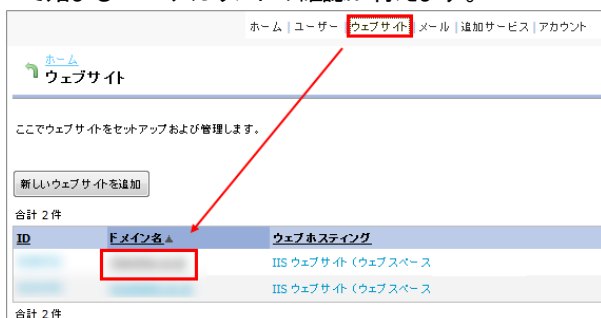 ホーム | ユーザー | ウェブサイト | メール | 追加サービス | アカウント
ホーム
ウェブサイト
ここでウェブサイトをセットアップおよび管理します。
新しいウェブサイトを追加
合計 2 件
ID ドメイン名▲ ウェブホスティング
IIS ウェブサイト (ウェブスペース
IIS ウェブサイト (ウェブスペース
合計 2 件